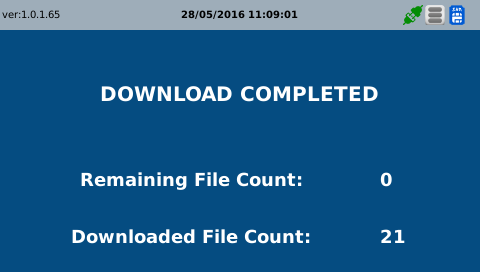 ver:1.0.1.65 28/05/2016 11:09:01
DOWNLOAD COMPLETED
Remaining File Count: 0
Downloaded File Count: 21